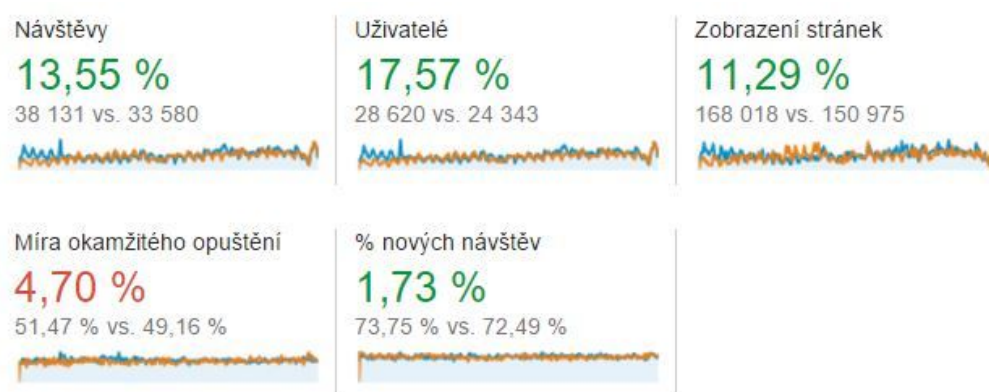 Návštěvy
13,55 %
38 131 vs. 33 580
Uživatelé
17,57 %
28 620 vs. 24 343
Zobrazení stránek
11,29 %
168 018 vs. 150 975
Míra okamžitého opuštění
4,70 %
51,47 % vs. 49,16 %
% nových návštěv
1,73 %
73,75 % vs. 72,49 %